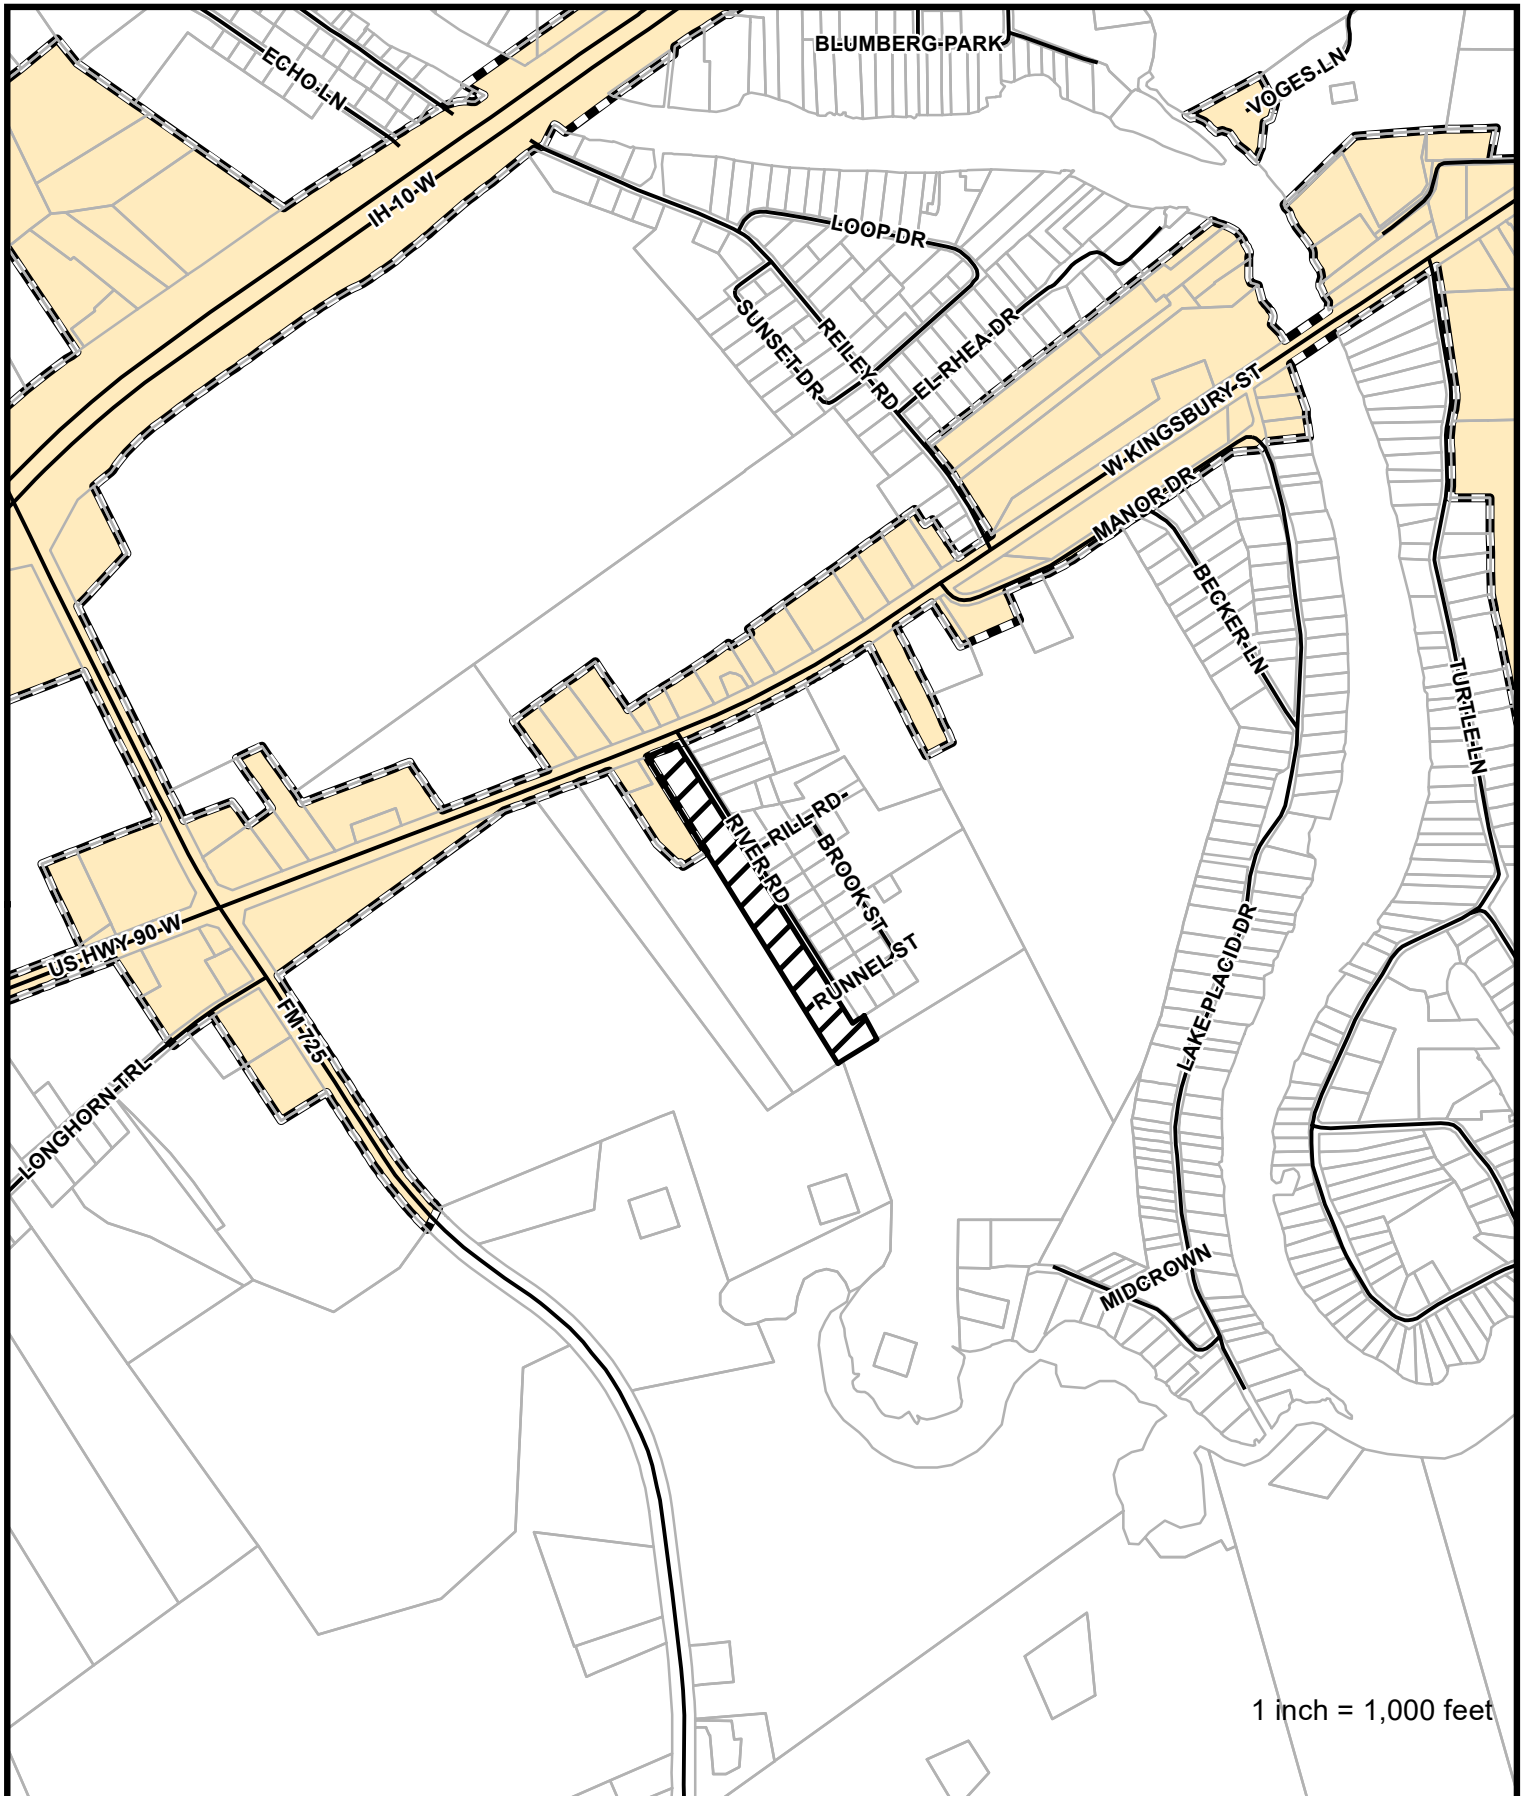 BLUMBERG PARK
ECHO LN
VOGES LN
IH-10 W
LOOP DR
SUNSET DR
REILEY RD
EL RHEA DR
W KINGSBURY ST
MANOR DR
BECKER LN
TURTLE LN
RILL RD
RIVER RD
BROOK ST
RUNNEL ST
US HWY 90 W
LAKE PLACID DR
FM 725
LONGHORN TRL
MIDCROWN
1 inch = 1,000 feet